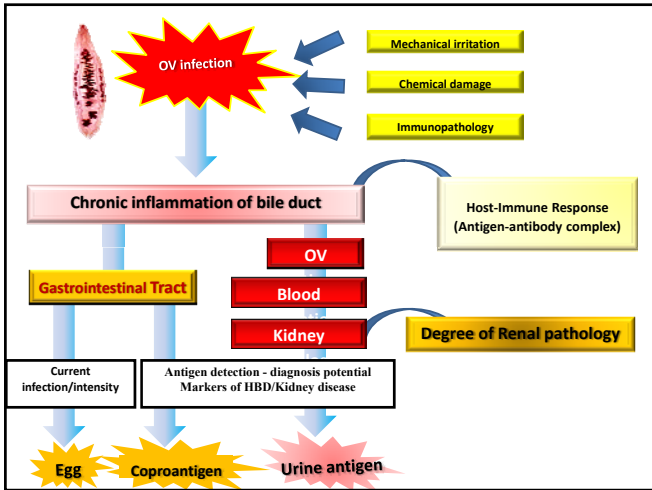 OV infection
Mechanical irritation
Chemical damage
Immunopathology
Chronic inflammation of bile duct
Host-Immune Response
(Antigen-antibody complex)
OV
Blood
Kidney
Gastrointestinal Tract
Degree of Renal pathology
Current
infection/intensity
Antigen detection - diagnosis potential
Markers of HBD/Kidney disease
Egg
Coproantigen
Urine antigen